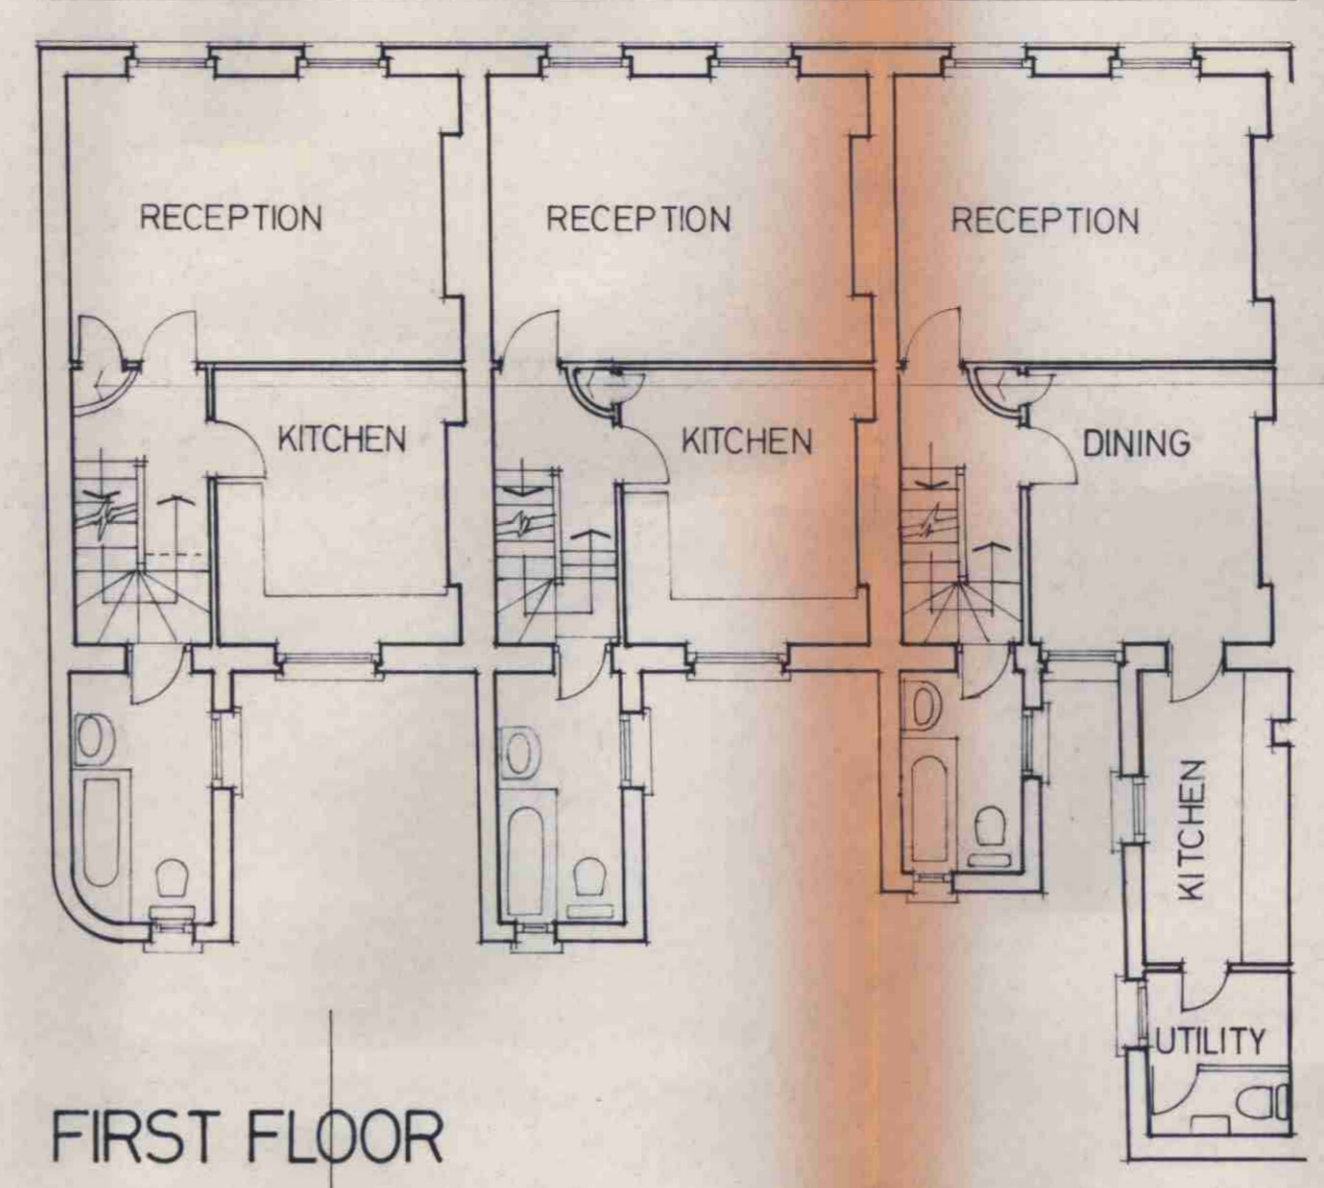 RECEPTION
RECEPTION
RECEPTION
KITCHEN
KITCHEN
DINING
KITCHEN
UTILITY
FIRST FLOOR